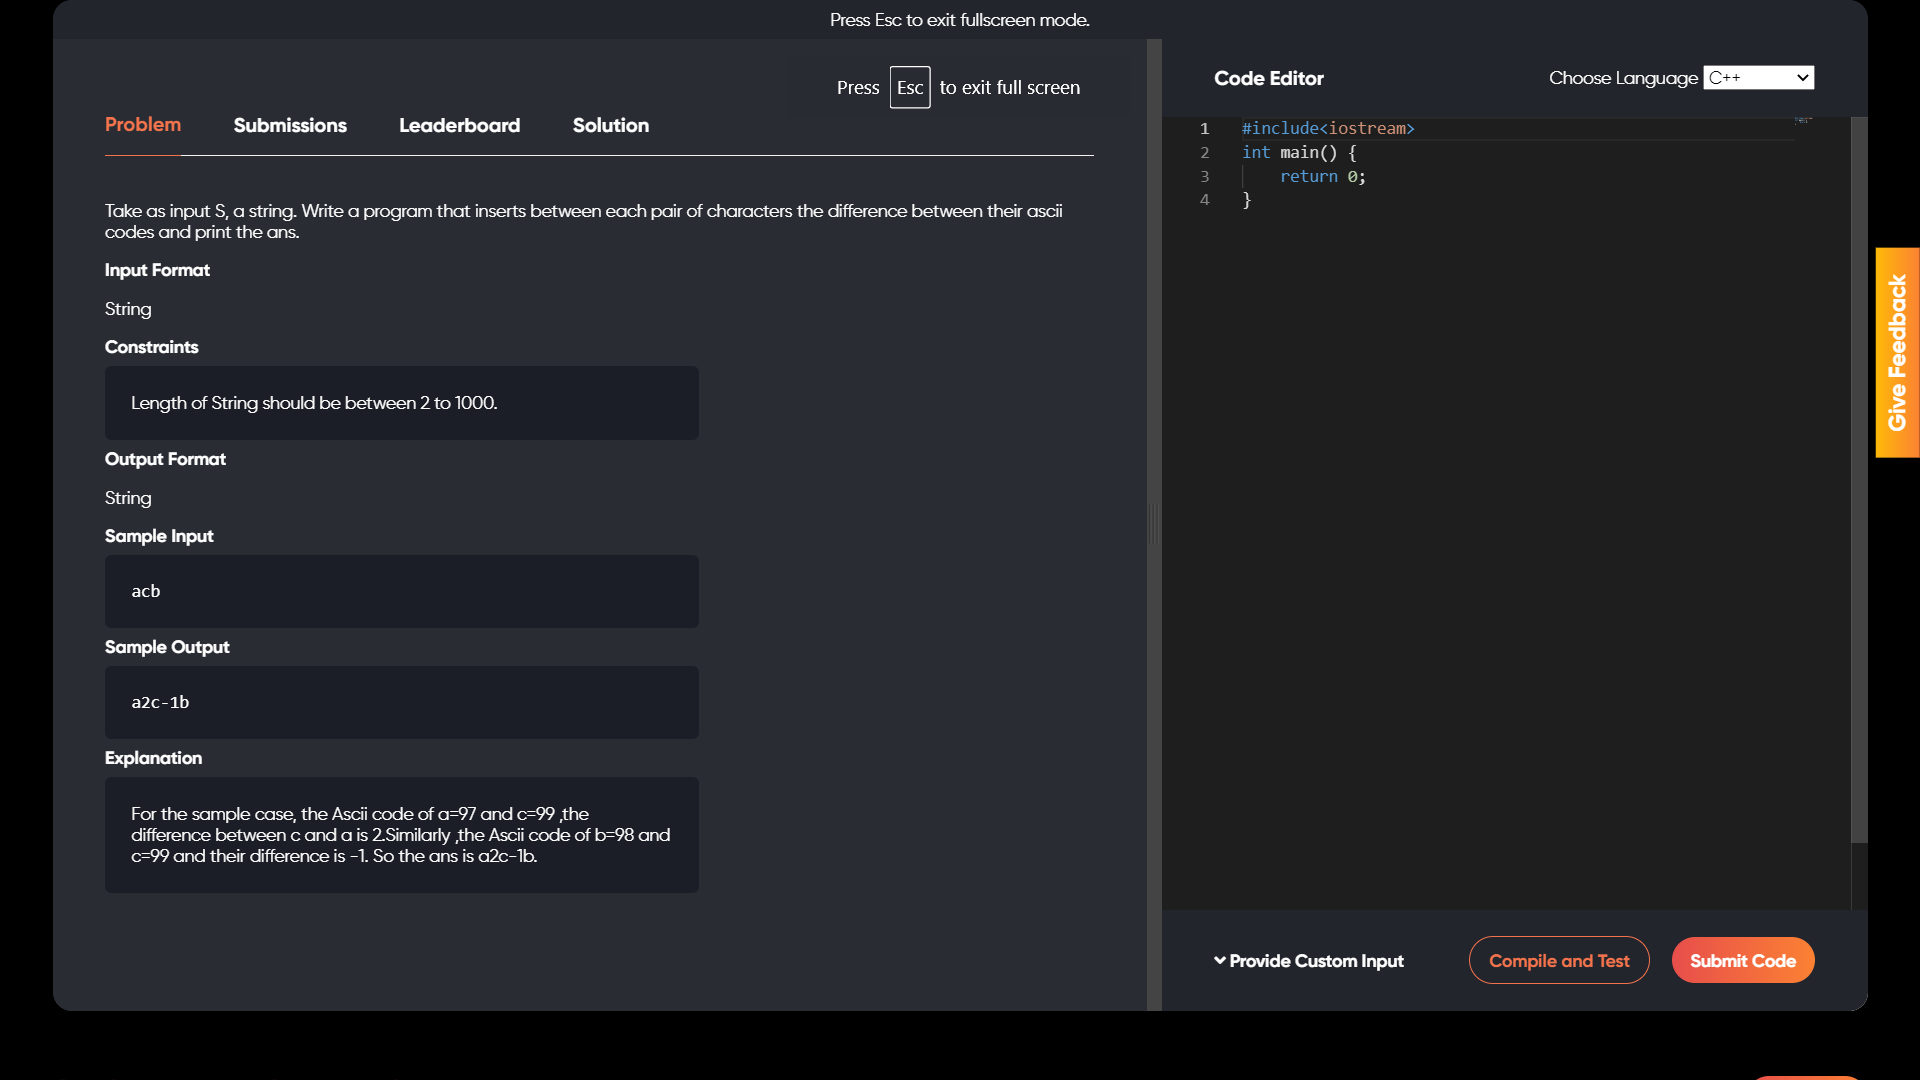 Press Esc to exit fullscreen mode.
Press Esc to exit full screen
Problem Submissions Leaderboard Solution
Take as input S, a string. Write a program that inserts between each pair of characters the difference between their ascii
codes and print the ans.
Input Format
String
Constraints
Length of String should be between 2 to 1000.
Output Format
String
Sample Input
acb
Sample Output
a2c-1b
Explanation
For the sample case, the Ascii code of a=97 and c=99 ,the
difference between c and a is 2.Similarly ,the Ascii code of b=98 and
c=99 and their difference is -1. So the ans is a2c-1b.
Code Editor
Choose Language C++
1 #include<iostream>
2 int main() {
3 return 0;
4 }
Provide Custom Input
Compile and Test
Submit Code
Give Feedback